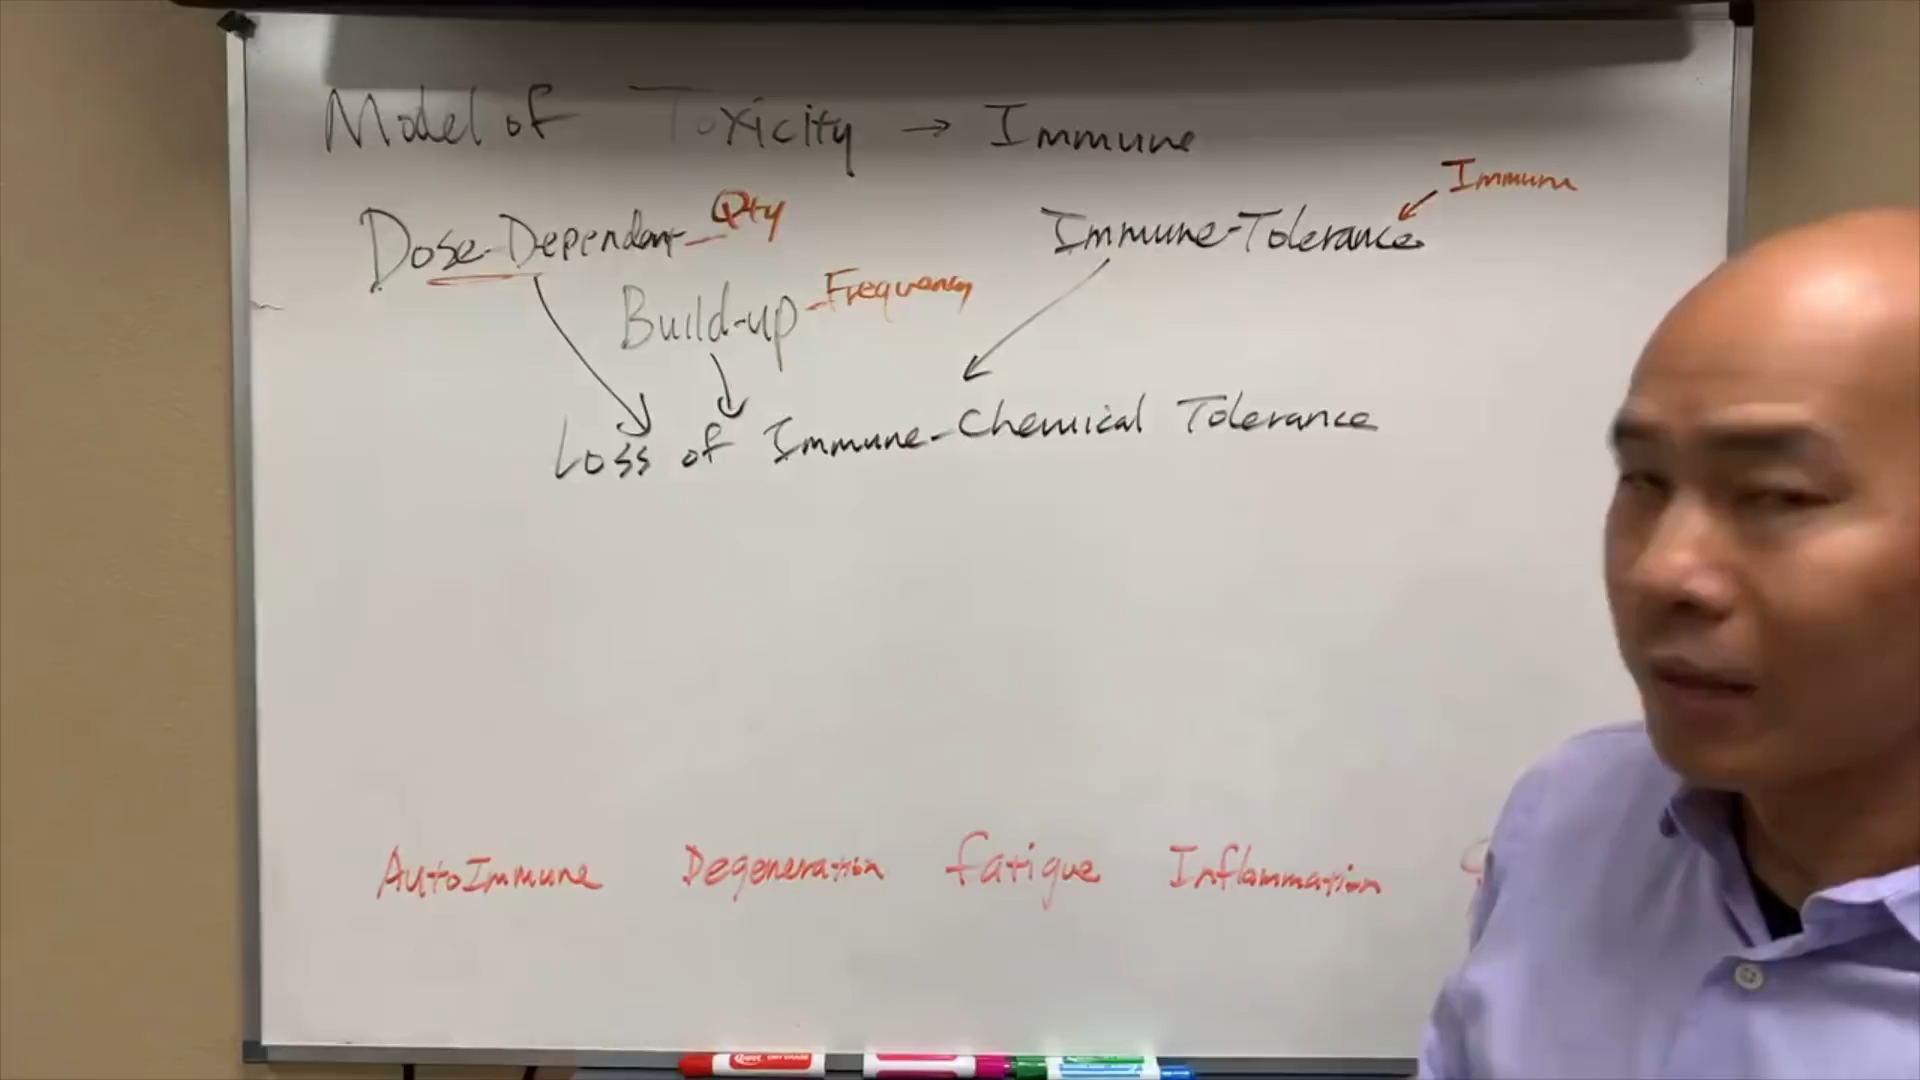 Model of Toxicity → Immune
Immune
Dose-Dependant - Qty
Immune-Tolerance
Build-up - Frequency
Loss of Immune-Chemical Tolerance
AutoImmune Degeneration Fatigue Inflammation